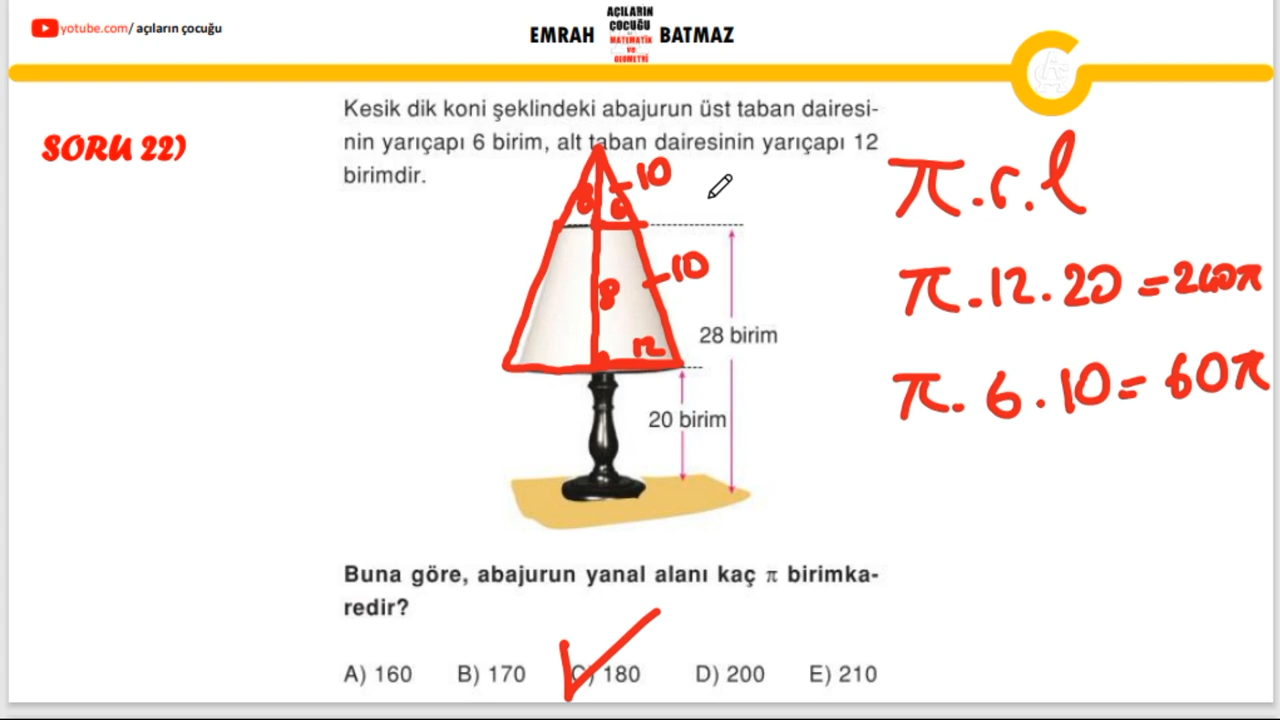 yotube.com/ açıların çocuğu
EMRAH
AÇILARIN
ÇOCUĞU
MATEMATİK
VE
GEOMETRİ
BATMAZ
SORU 22)
Kesik dik koni şeklindeki abajurun üst taban dairesi-
nin yarıçapı 6 birim, alt taban dairesinin yarıçapı 12
birimdir.
10
6
10
8
12
28 birim
20 birim
π.r.l
π.12.20=240π
π.6.10=60π
Buna göre, abajurun yanal alanı kaç π birimka-
redir?
A) 160 B) 170 C) 180 D) 200 E) 210